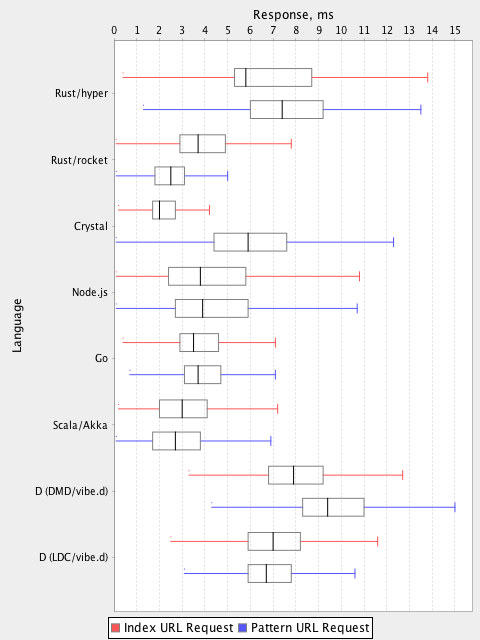 Response, ms
0 1 2 3 4 5 6 7 8 9 10 11 12 13 14 15
Rust/hyper
Rust/rocket
Crystal
Node.js
Language
Go
Scala/Akka
D (DMD/vibe.d)
D (LDC/vibe.d)
Index URL Request Pattern URL Request